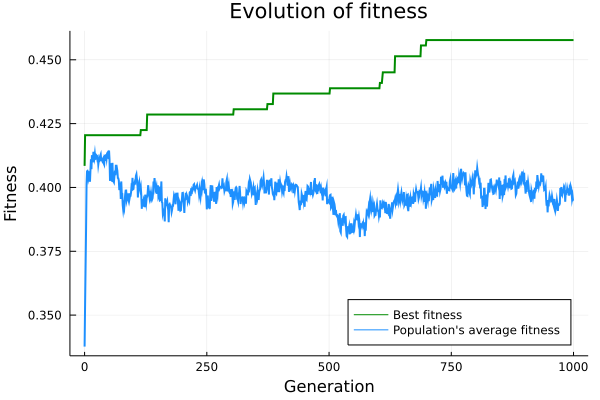 Evolution of fitness
Fitness
0.450
0.425
0.400
0.375
0.350
Best fitness
Population's average fitness
0
250
500
750
1000
Generation